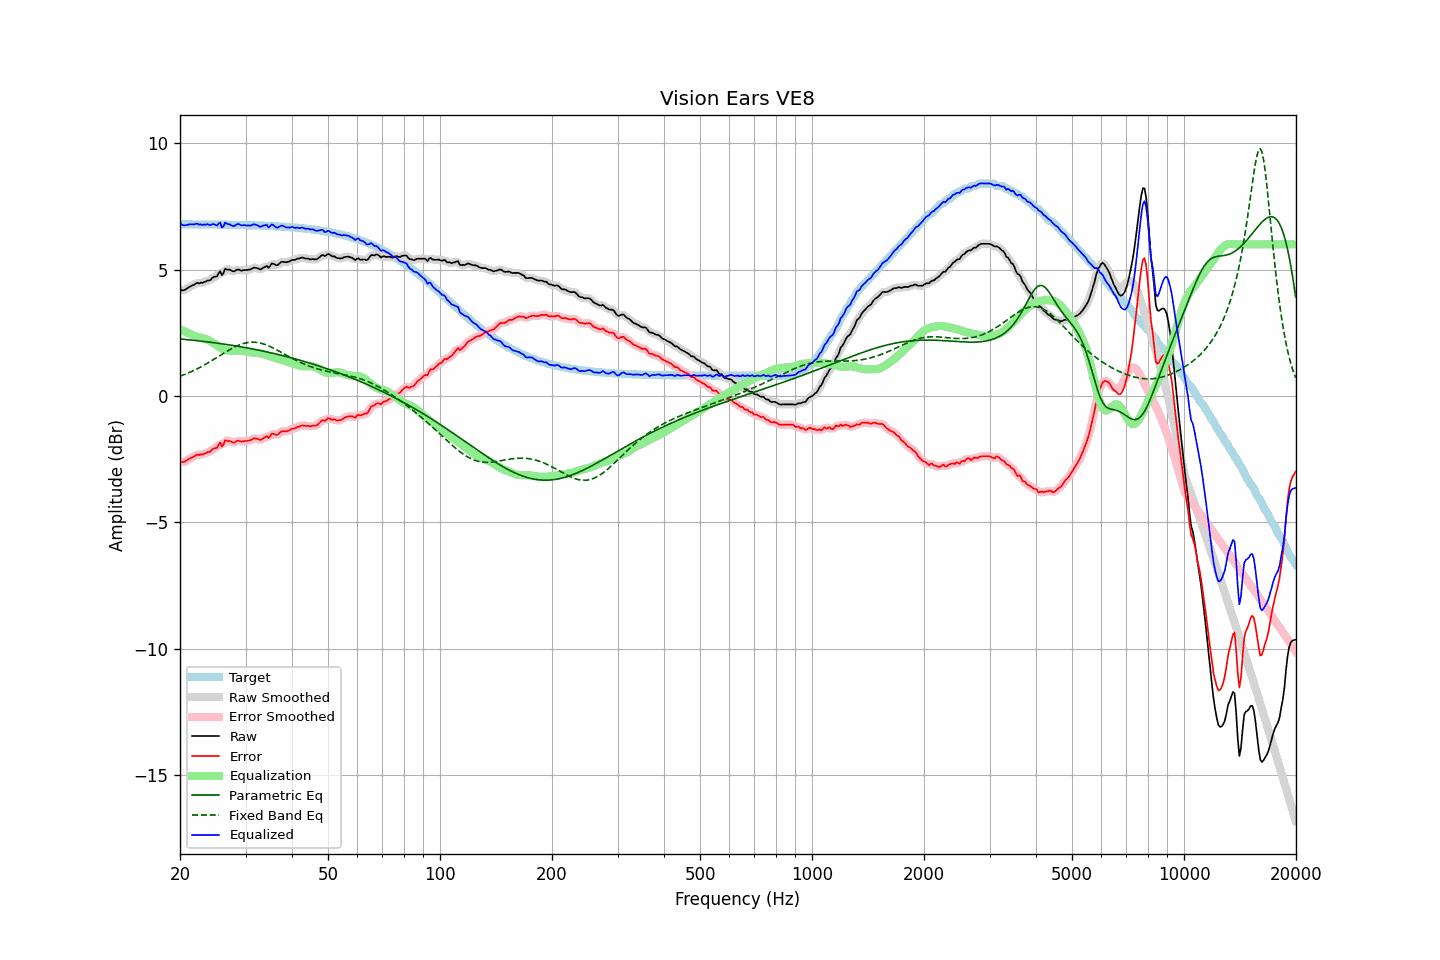 Vision Ears VE8
Amplitude (dBr)
10
5
0
−5
−10
−15
Target
Raw Smoothed
Error Smoothed
Raw
Error
Equalization
Parametric Eq
Fixed Band Eq
Equalized
20 50 100 200 500 1000 2000 5000 10000 20000
Frequency (Hz)